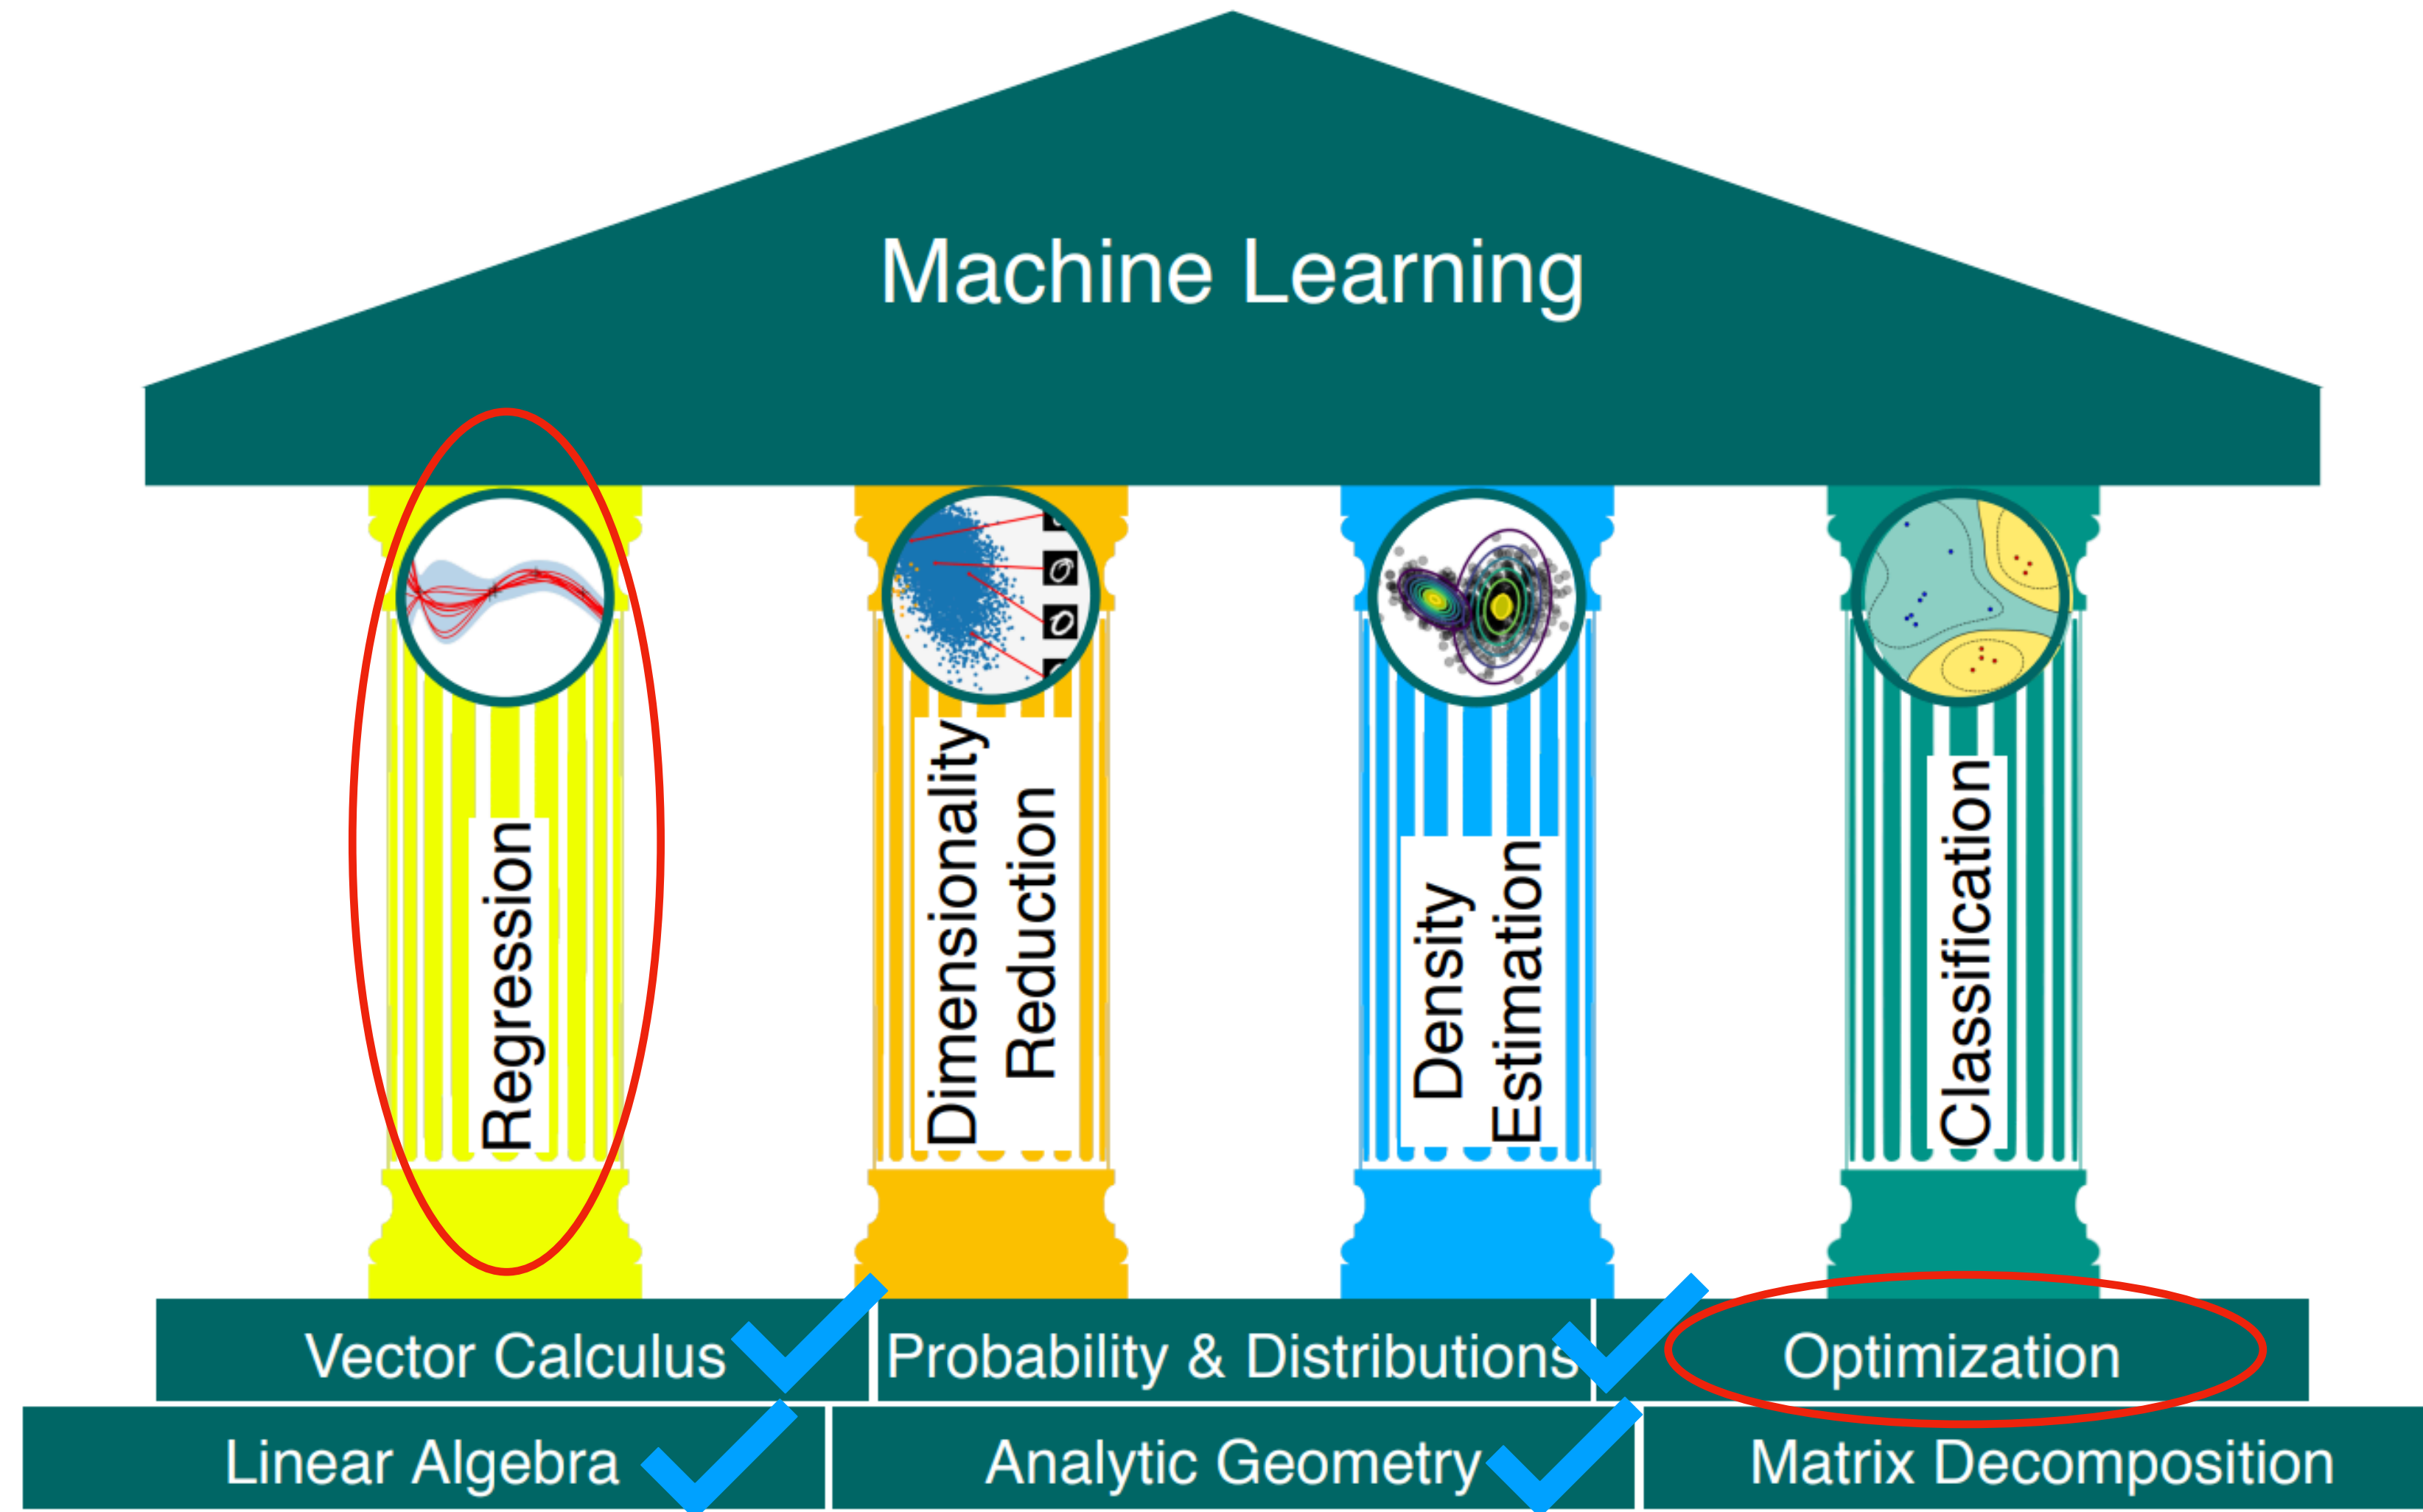 Machine Learning
Regression
Dimensionality
Reduction
Density
Estimation
Classification
Vector Calculus
Probability & Distributions
Optimization
Linear Algebra
Analytic Geometry
Matrix Decomposition